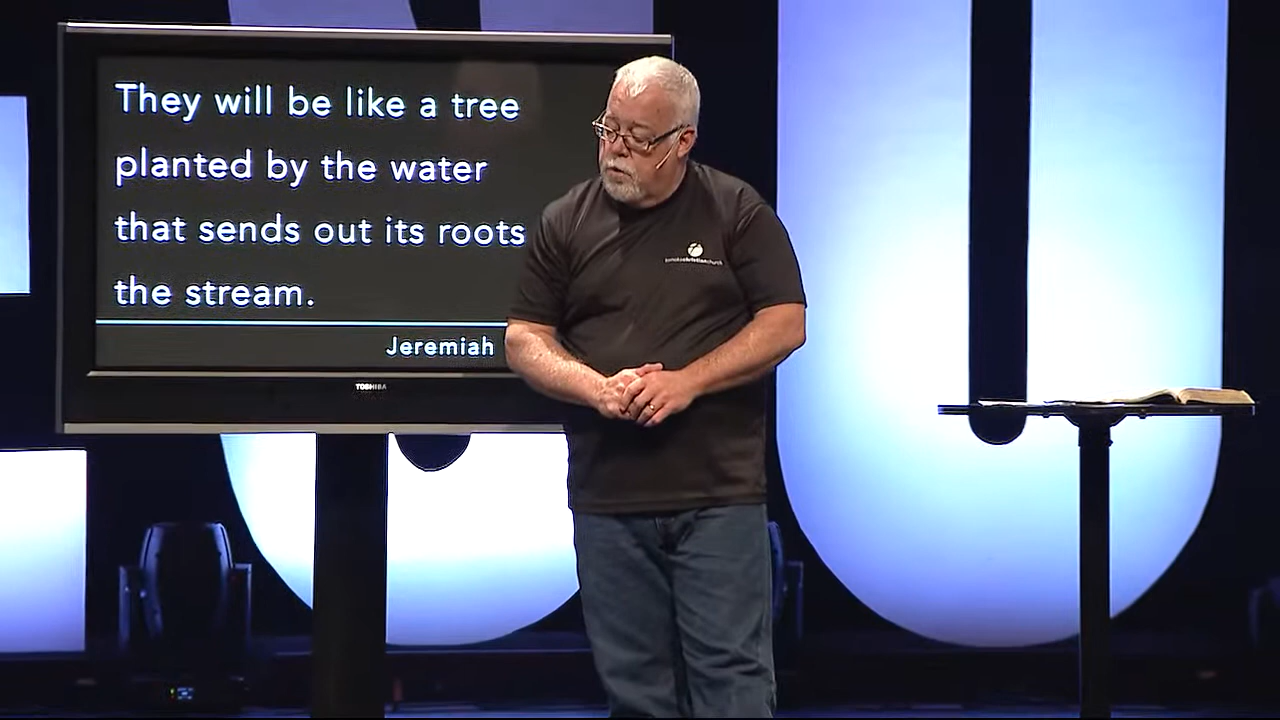 They will be like a tree
planted by the water
that sends out its roots
the stream.
Jeremiah
TOSHIBA